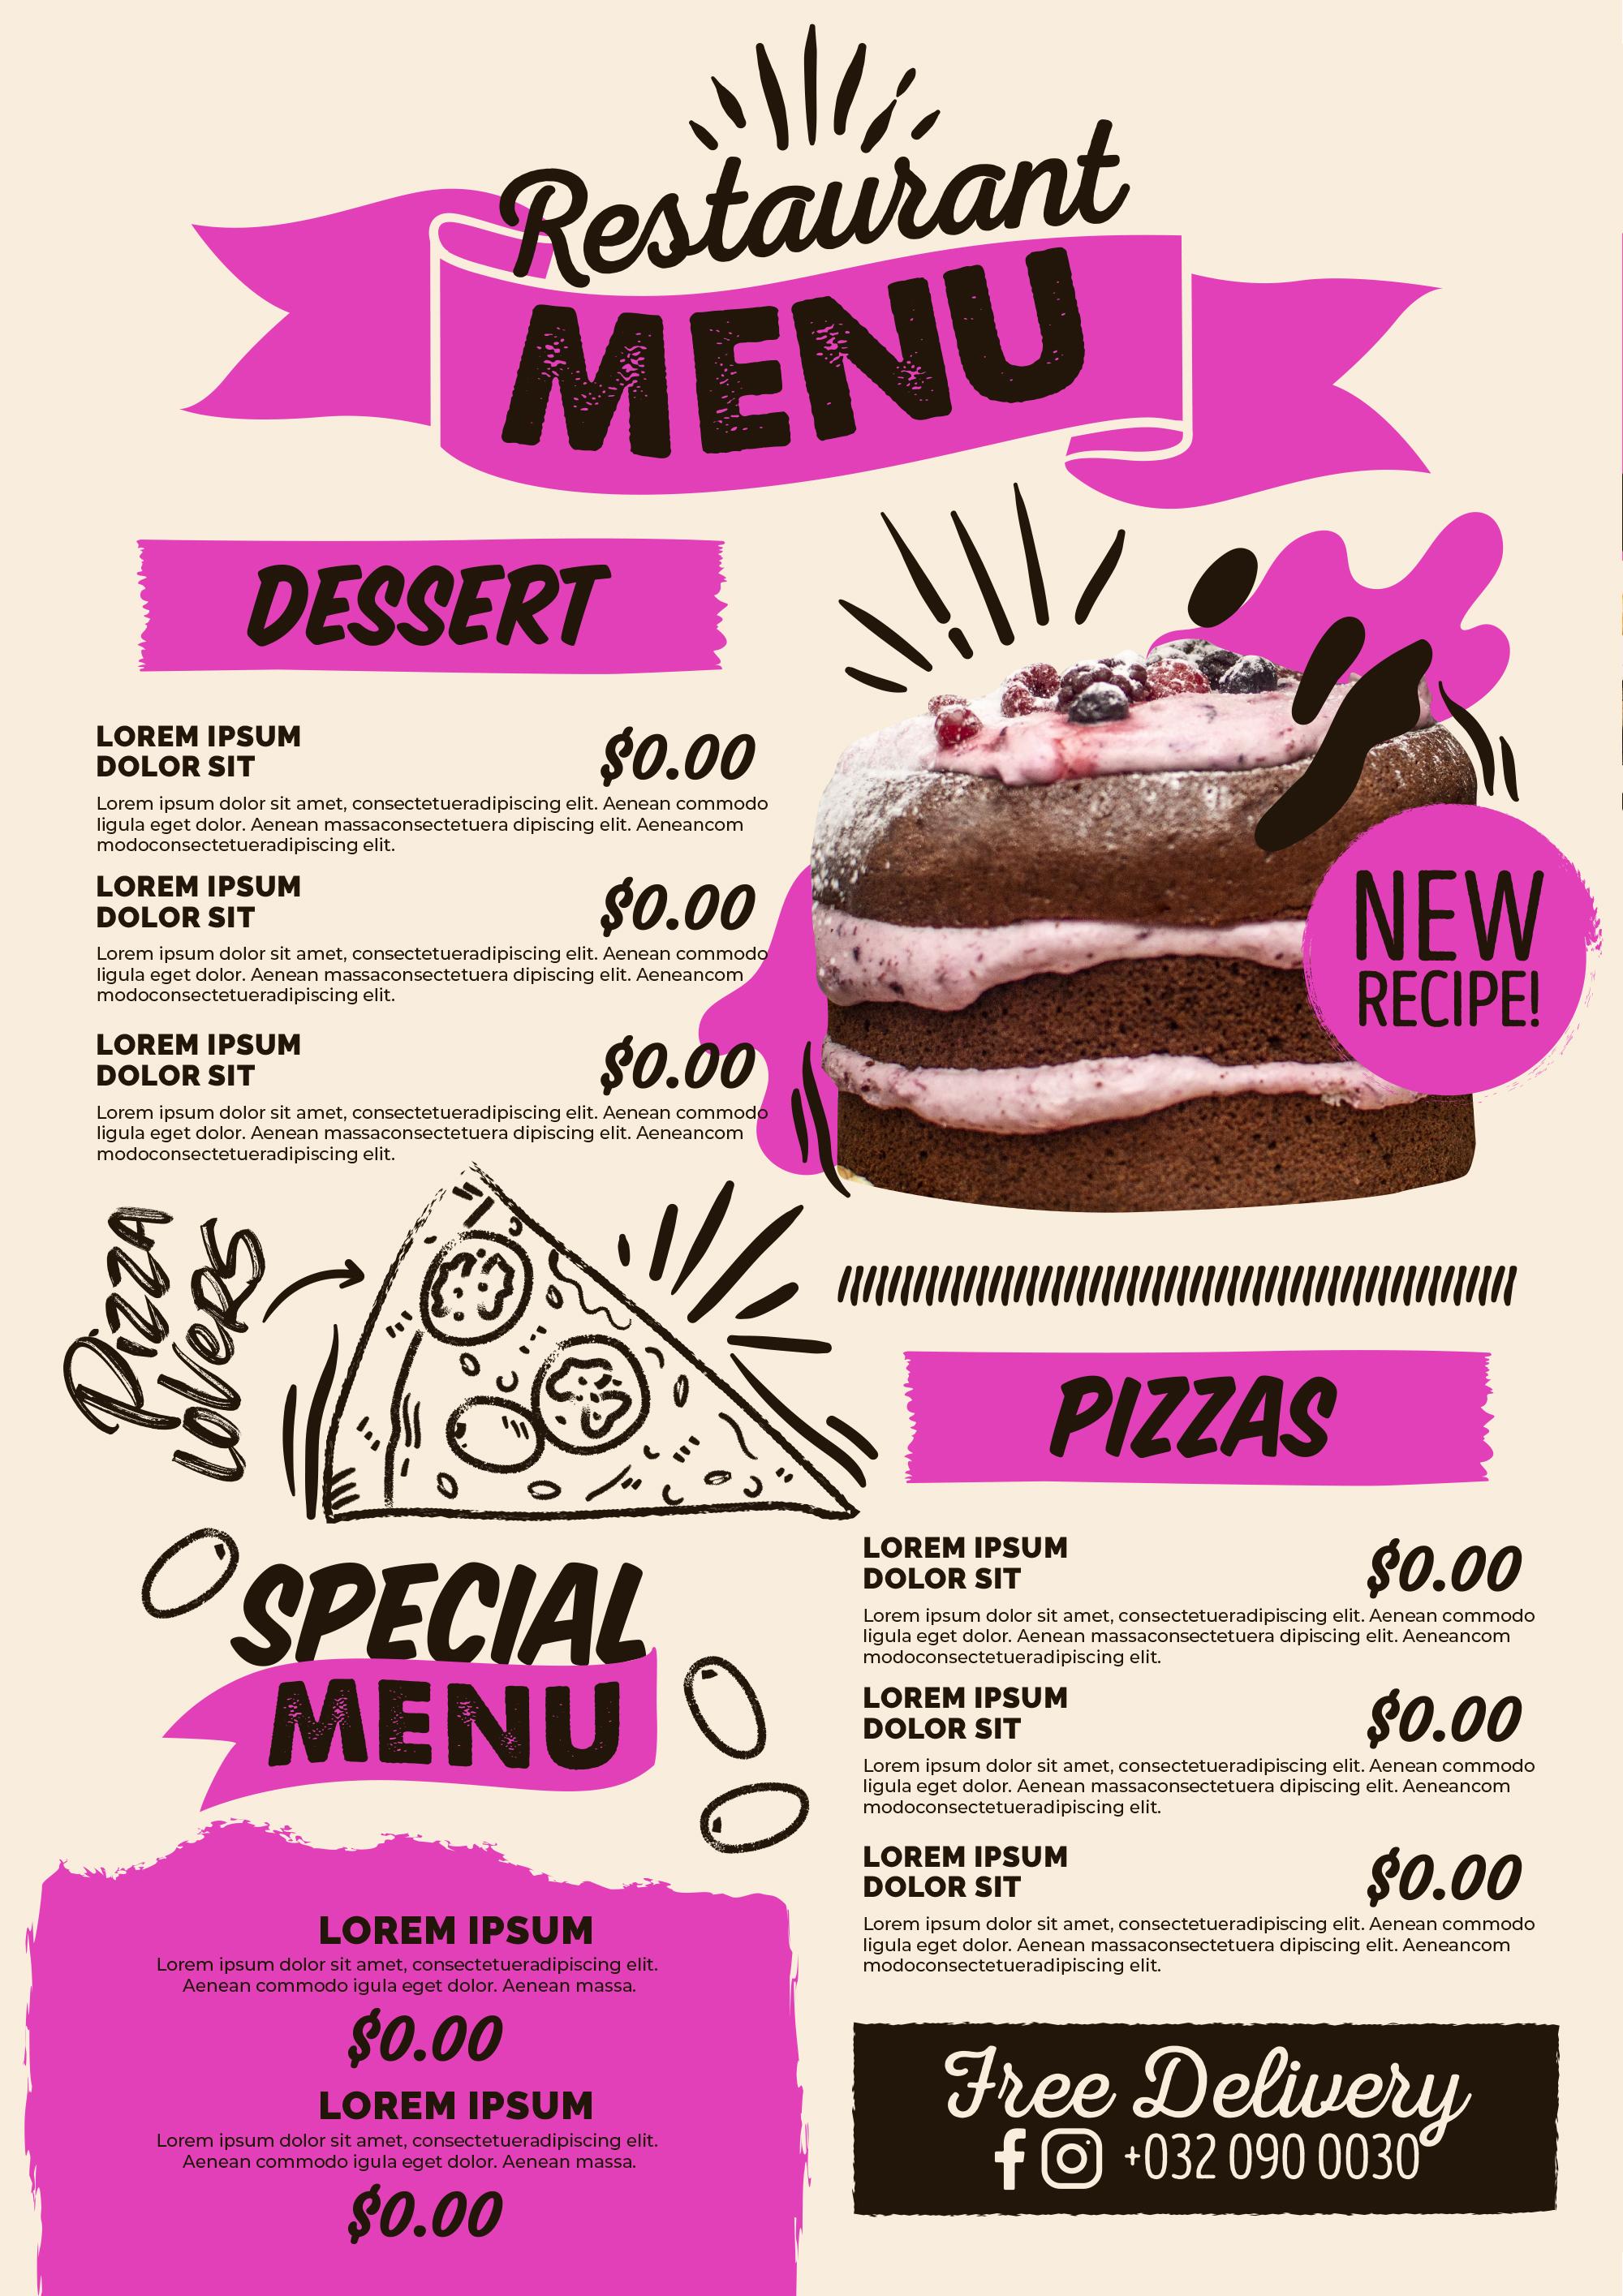 Restaurant
MENU
DESSERT
LOREM IPSUM
DOLOR SIT
$0.00
Lorem ipsum dolor sit amet, consectetueradipiscing elit. Aenean commodo
ligula eget dolor. Aenean massaconsectetuera dipiscing elit. Aeneancom
modoconsectetueradipiscing elit.
LOREM IPSUM
DOLOR SIT
$0.00
Lorem ipsum dolor sit amet, consectetueradipiscing elit. Aenean commodo
ligula eget dolor. Aenean massaconsectetuera dipiscing elit. Aeneancom
modoconsectetueradipiscing elit.
LOREM IPSUM
DOLOR SIT
$0.00
Lorem ipsum dolor sit amet, consectetueradipiscing elit. Aenean commodo
ligula eget dolor. Aenean massaconsectetuera dipiscing elit. Aeneancom
modoconsectetueradipiscing elit.
NEW
RECIPE!
Pizza
lovers
SPECIAL
MENU
LOREM IPSUM
Lorem ipsum dolor sit amet, consectetueradipiscing elit.
Aenean commodo igula eget dolor. Aenean massa.
$0.00
LOREM IPSUM
Lorem ipsum dolor sit amet, consectetueradipiscing elit.
Aenean commodo igula eget dolor. Aenean massa.
$0.00
PIZZAS
LOREM IPSUM
DOLOR SIT
$0.00
Lorem ipsum dolor sit amet, consectetueradipiscing elit. Aenean commodo
ligula eget dolor. Aenean massaconsectetuera dipiscing elit. Aeneancom
modoconsectetueradipiscing elit.
LOREM IPSUM
DOLOR SIT
$0.00
Lorem ipsum dolor sit amet, consectetueradipiscing elit. Aenean commodo
ligula eget dolor. Aenean massaconsectetuera dipiscing elit. Aeneancom
modoconsectetueradipiscing elit.
LOREM IPSUM
DOLOR SIT
$0.00
Lorem ipsum dolor sit amet, consectetueradipiscing elit. Aenean commodo
ligula eget dolor. Aenean massaconsectetuera dipiscing elit. Aeneancom
modoconsectetueradipiscing elit.
Free Delivery
+032 090 0030